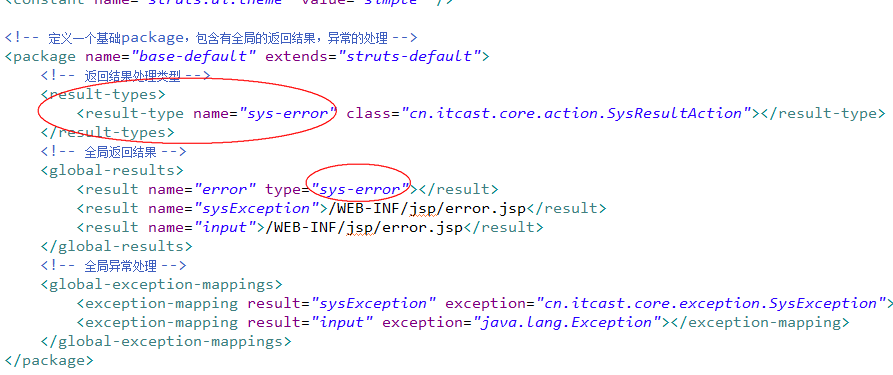 <constant name="struts.ui.theme" value="simple" />
<!-- 定义一个基础package，包含有全局的返回结果，异常的处理 -->
<package name="base-default" extends="struts-default">
<!-- 返回结果处理类型 -->
<result-types>
<result-type name="sys-error" class="cn.itcast.core.action.SysResultAction"></result-type>
</result-types>
<!-- 全局返回结果 -->
<global-results>
<result name="error" type="sys-error"></result>
<result name="sysException">/WEB-INF/jsp/error.jsp</result>
<result name="input">/WEB-INF/jsp/error.jsp</result>
</global-results>
<!-- 全局异常处理 -->
<global-exception-mappings>
<exception-mapping result="sysException" exception="cn.itcast.core.exception.SysException">
<exception-mapping result="input" exception="java.lang.Exception"></exception-mapping>
</global-exception-mappings>
</package>